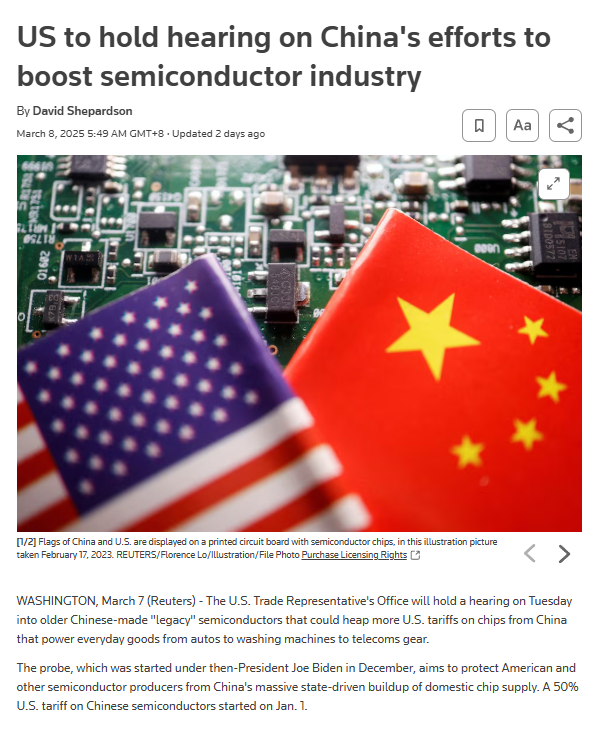 US to hold hearing on China's efforts to
boost semiconductor industry
By David Shepardson
March 8, 2025 5:49 AM GMT+8 · Updated 2 days ago
Aa
[1/2] Flags of China and U.S. are displayed on a printed circuit board with semiconductor chips, in this illustration picture
taken February 17, 2023. REUTERS/Florence Lo/Illustration/File Photo Purchase Licensing Rights
WASHINGTON, March 7 (Reuters) - The U.S. Trade Representative's Office will hold a hearing on Tuesday
into older Chinese-made "legacy" semiconductors that could heap more U.S. tariffs on chips from China
that power everyday goods from autos to washing machines to telecoms gear.
The probe, which was started under then-President Joe Biden in December, aims to protect American and
other semiconductor producers from China's massive state-driven buildup of domestic chip supply. A 50%
U.S. tariff on Chinese semiconductors started on Jan. 1.